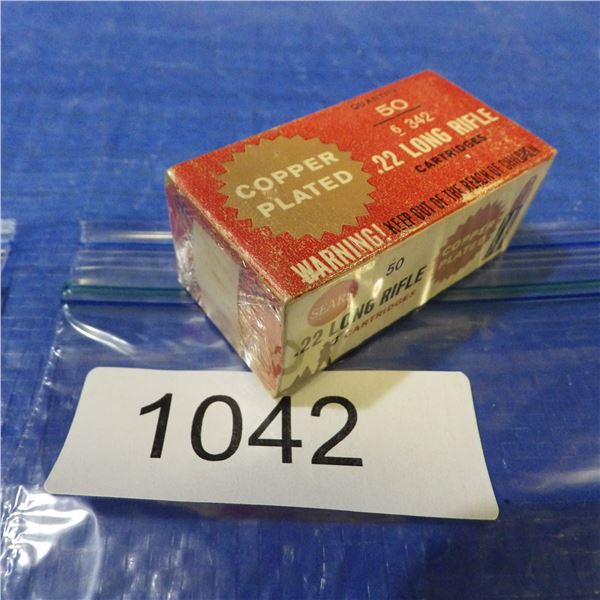 QUANTITY
50
6 342
.22 LONG RIFLE
CARTRIDGES
COPPER
PLATED
WARNING! KEEP OUT OF THE REACH OF CHILDREN
SEARS
50
.22 LONG RIFLE
CARTRIDGES
COPPER
PLATED
1042